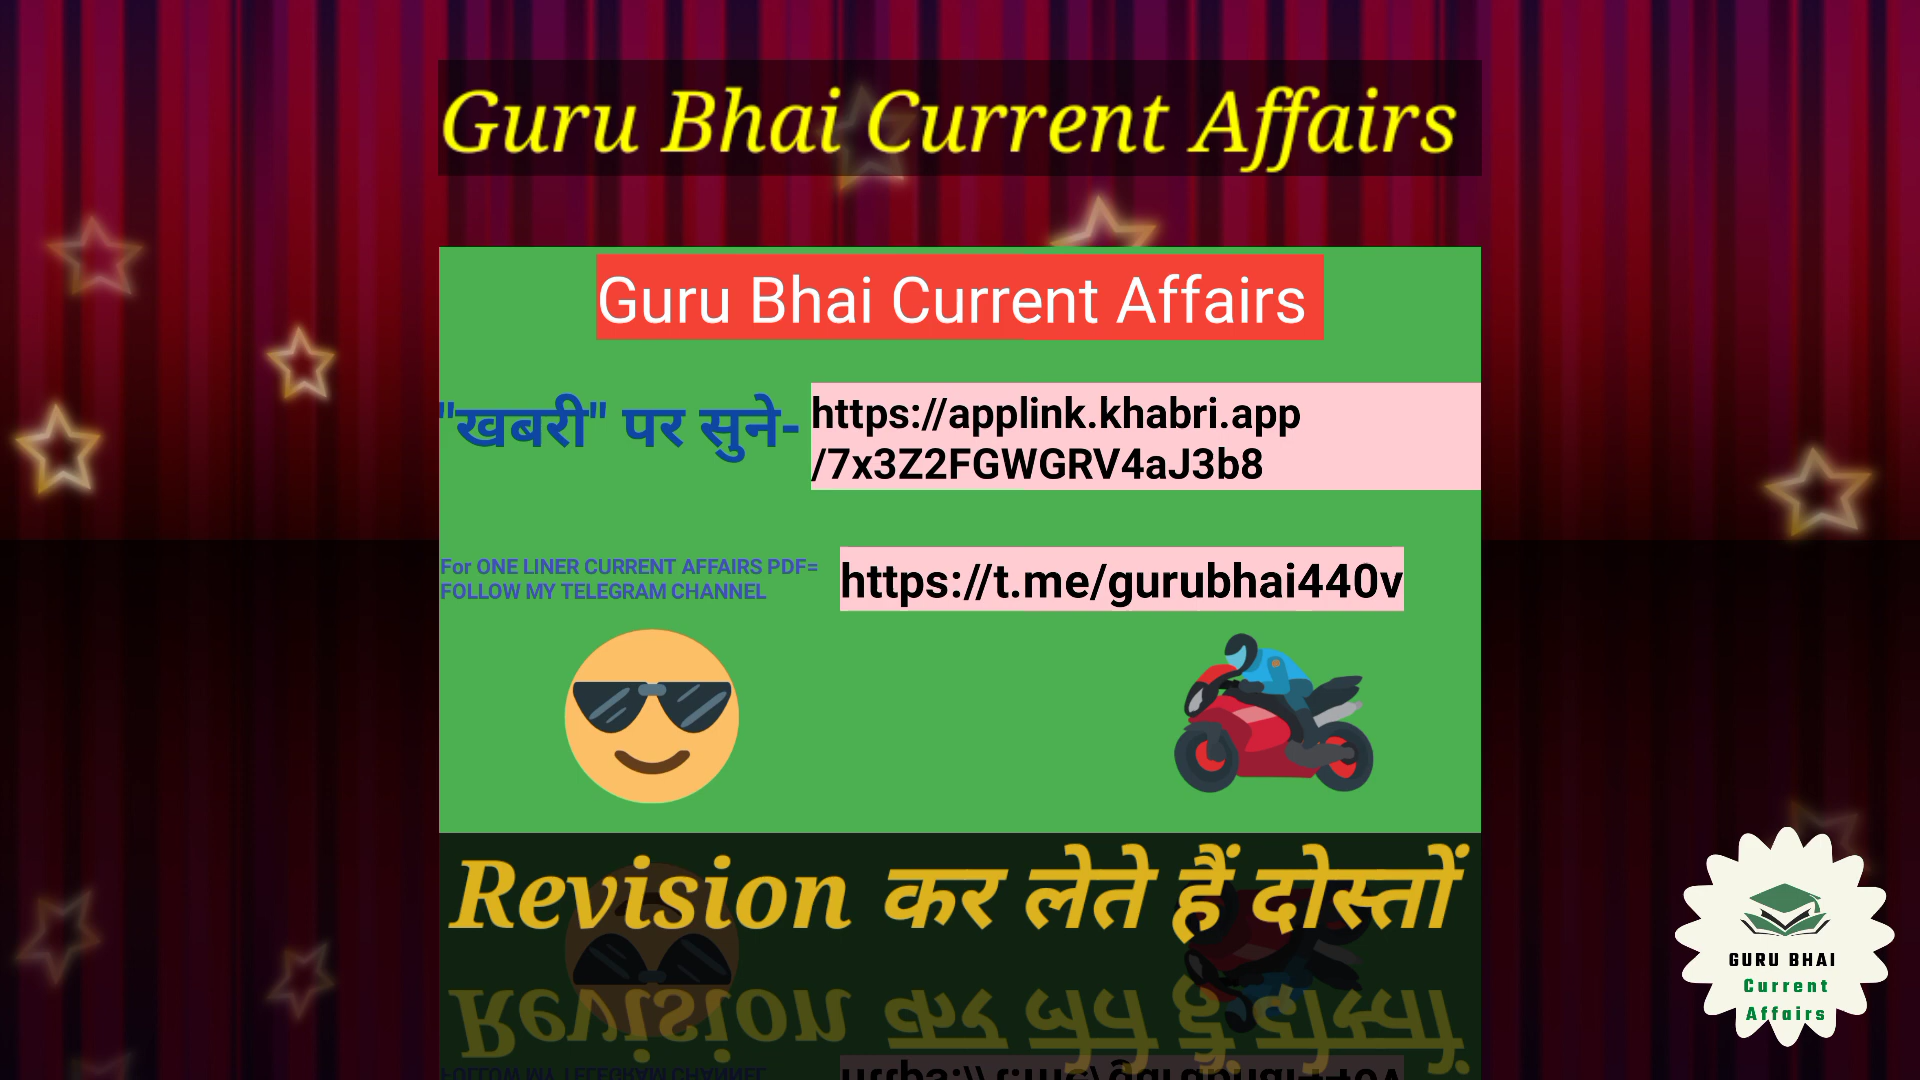 Guru Bhai Current Affairs
Guru Bhai Current Affairs
"खबरी" पर सुने-
https://applink.khabri.app
/7x3Z2FGWGRV4aJ3b8
For ONE LINER CURRENT AFFAIRS PDF=
FOLLOW MY TELEGRAM CHANNEL
https://t.me/gurubhai440v
Revision कर लेते हैं दोस्तों
GURU BHAI
Current
Affairs